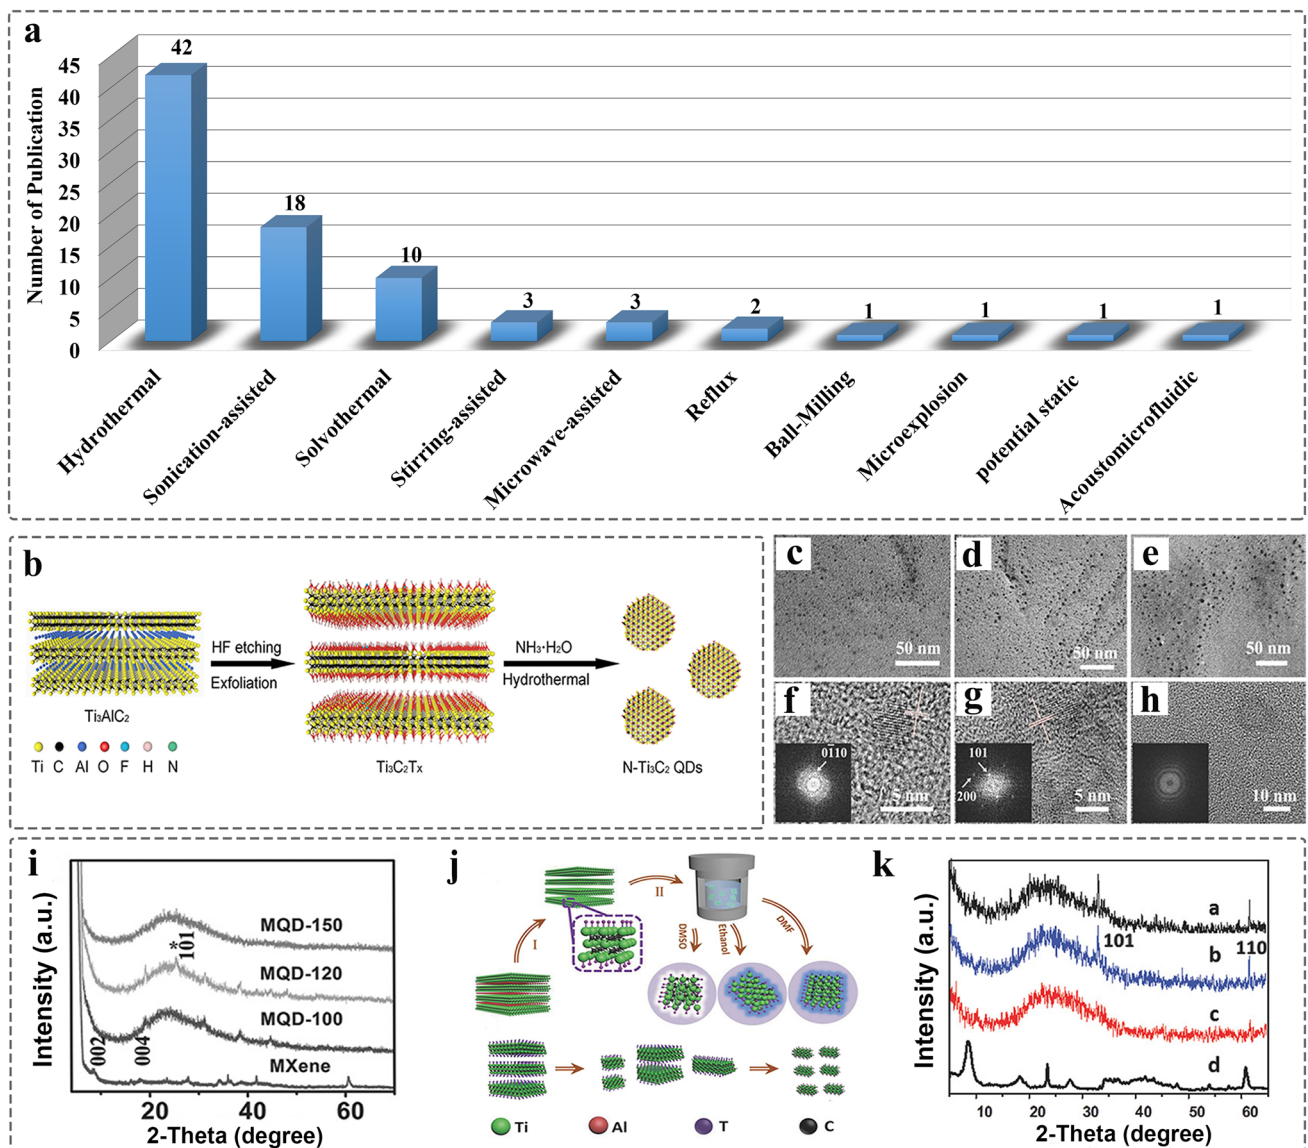 a
Number of Publication
45
40
35
30
25
20
15
10
5
0
42
18
10
3
3
2
1
1
1
1
Hydrothermal
Sonication-assisted
Solvothermal
Stirring-assisted
Microwave-assisted
Reflux
Ball-Milling
Microexplosion
potential static
Acoustomicrofluidic
b
HF etching
Exfoliation
NH₃·H₂O
Hydrothermal
Ti₃AlC₂
Ti₃C₂Tₓ
N-Ti₃C₂ QDs
Ti C Al O F H N
c
50 nm
d
50 nm
e
50 nm
f
01̄10
5 nm
g
101
200
5 nm
h
10 nm
i
Intensity (a.u.)
MQD-150
*
101
MQD-120
MQD-100
002
004
MXene
20 40 60
2-Theta (degree)
j
I
II
DMSO
Ethanol
DMF
Ti Al T C
k
Intensity (a.u.)
a
101
110
b
c
d
10 20 30 40 50 60
2-Theta (degree)